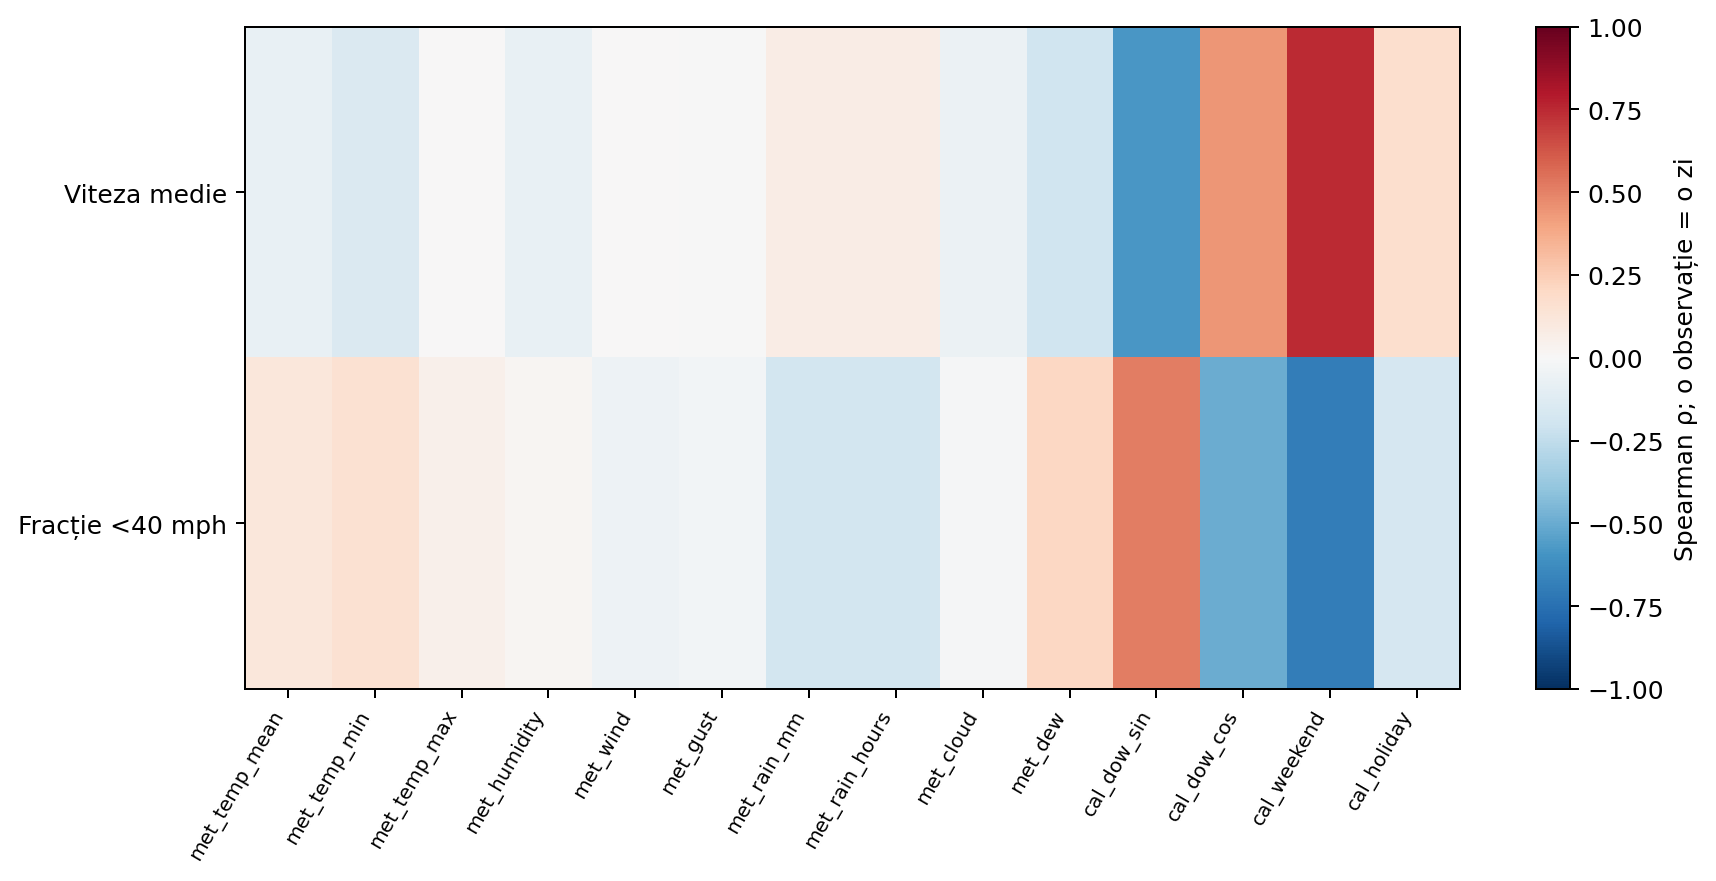 Viteza medie
Fracție <40 mph
met_temp_mean
met_temp_min
met_temp_max
met_humidity
met_wind
met_gust
met_rain_mm
met_rain_hours
met_cloud
met_dew
cal_dow_sin
cal_dow_cos
cal_weekend
cal_holiday
1.00
0.75
0.50
0.25
0.00
−0.25
−0.50
−0.75
−1.00
Spearman ρ; o observație = o zi